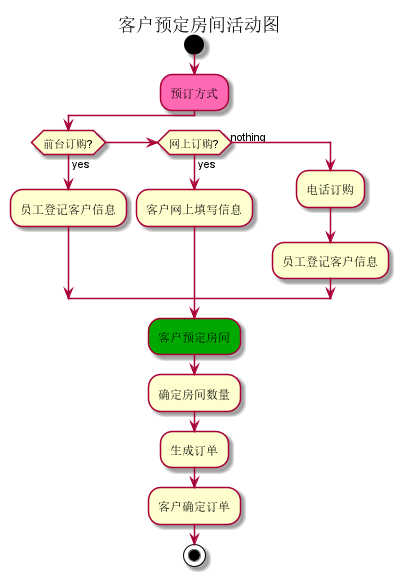 客户预定房间活动图
预订方式
前台订购?
yes
员工登记客户信息
网上订购?
yes
客户网上填写信息
nothing
电话订购
员工登记客户信息
客户预定房间
确定房间数量
生成订单
客户确定订单